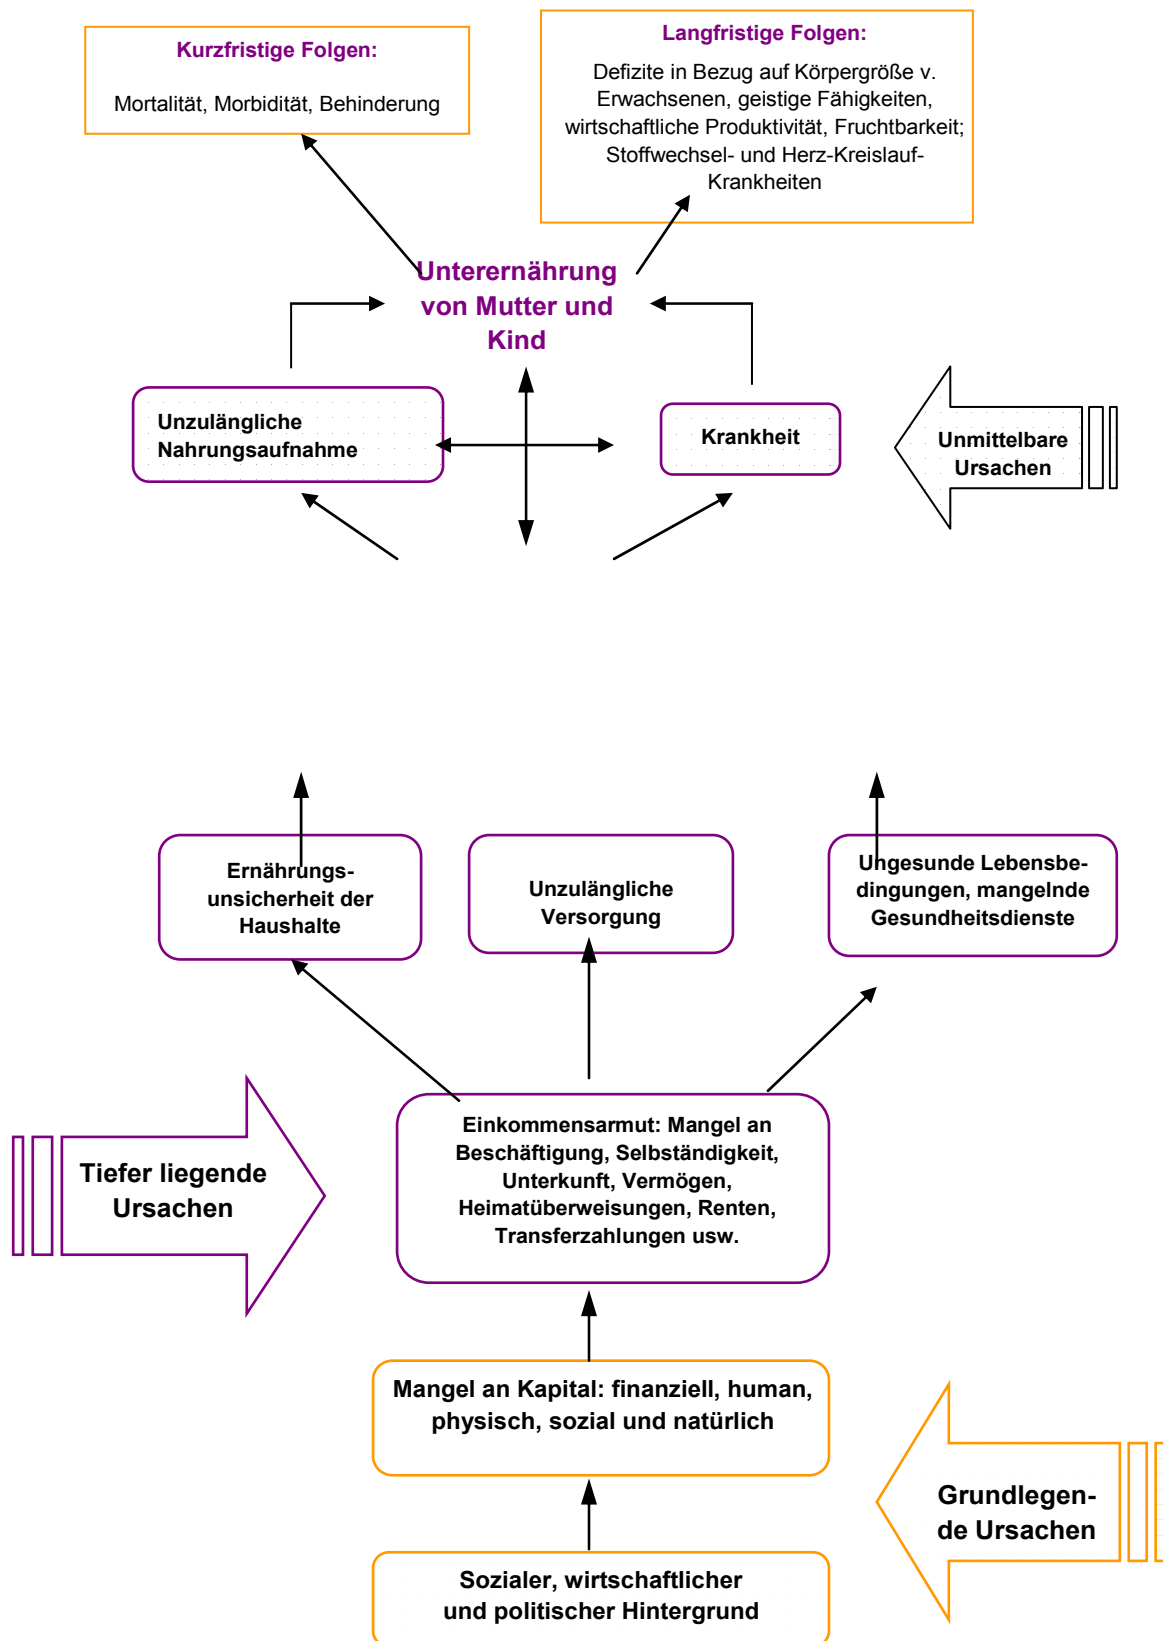 Kurzfristige Folgen:
Mortalität, Morbidität, Behinderung
Langfristige Folgen:
Defizite in Bezug auf Körpergröße v.
Erwachsenen, geistige Fähigkeiten,
wirtschaftliche Produktivität, Fruchtbarkeit;
Stoffwechsel- und Herz-Kreislauf-
Krankheiten
Unterernährung
von Mutter und
Kind
Unzulängliche
Nahrungsaufnahme
Krankheit
Unmittelbare
Ursachen
Ernährungs-
unsicherheit der
Haushalte
Unzulängliche
Versorgung
Ungesunde Lebensbe-
dingungen, mangelnde
Gesundheitsdienste
Tiefer liegende
Ursachen
Einkommensarmut: Mangel an
Beschäftigung, Selbständigkeit,
Unterkunft, Vermögen,
Heimatüberweisungen, Renten,
Transferzahlungen usw.
Mangel an Kapital: finanziell, human,
physisch, sozial und natürlich
Grundlegen-
de Ursachen
Sozialer, wirtschaftlicher
und politischer Hintergrund